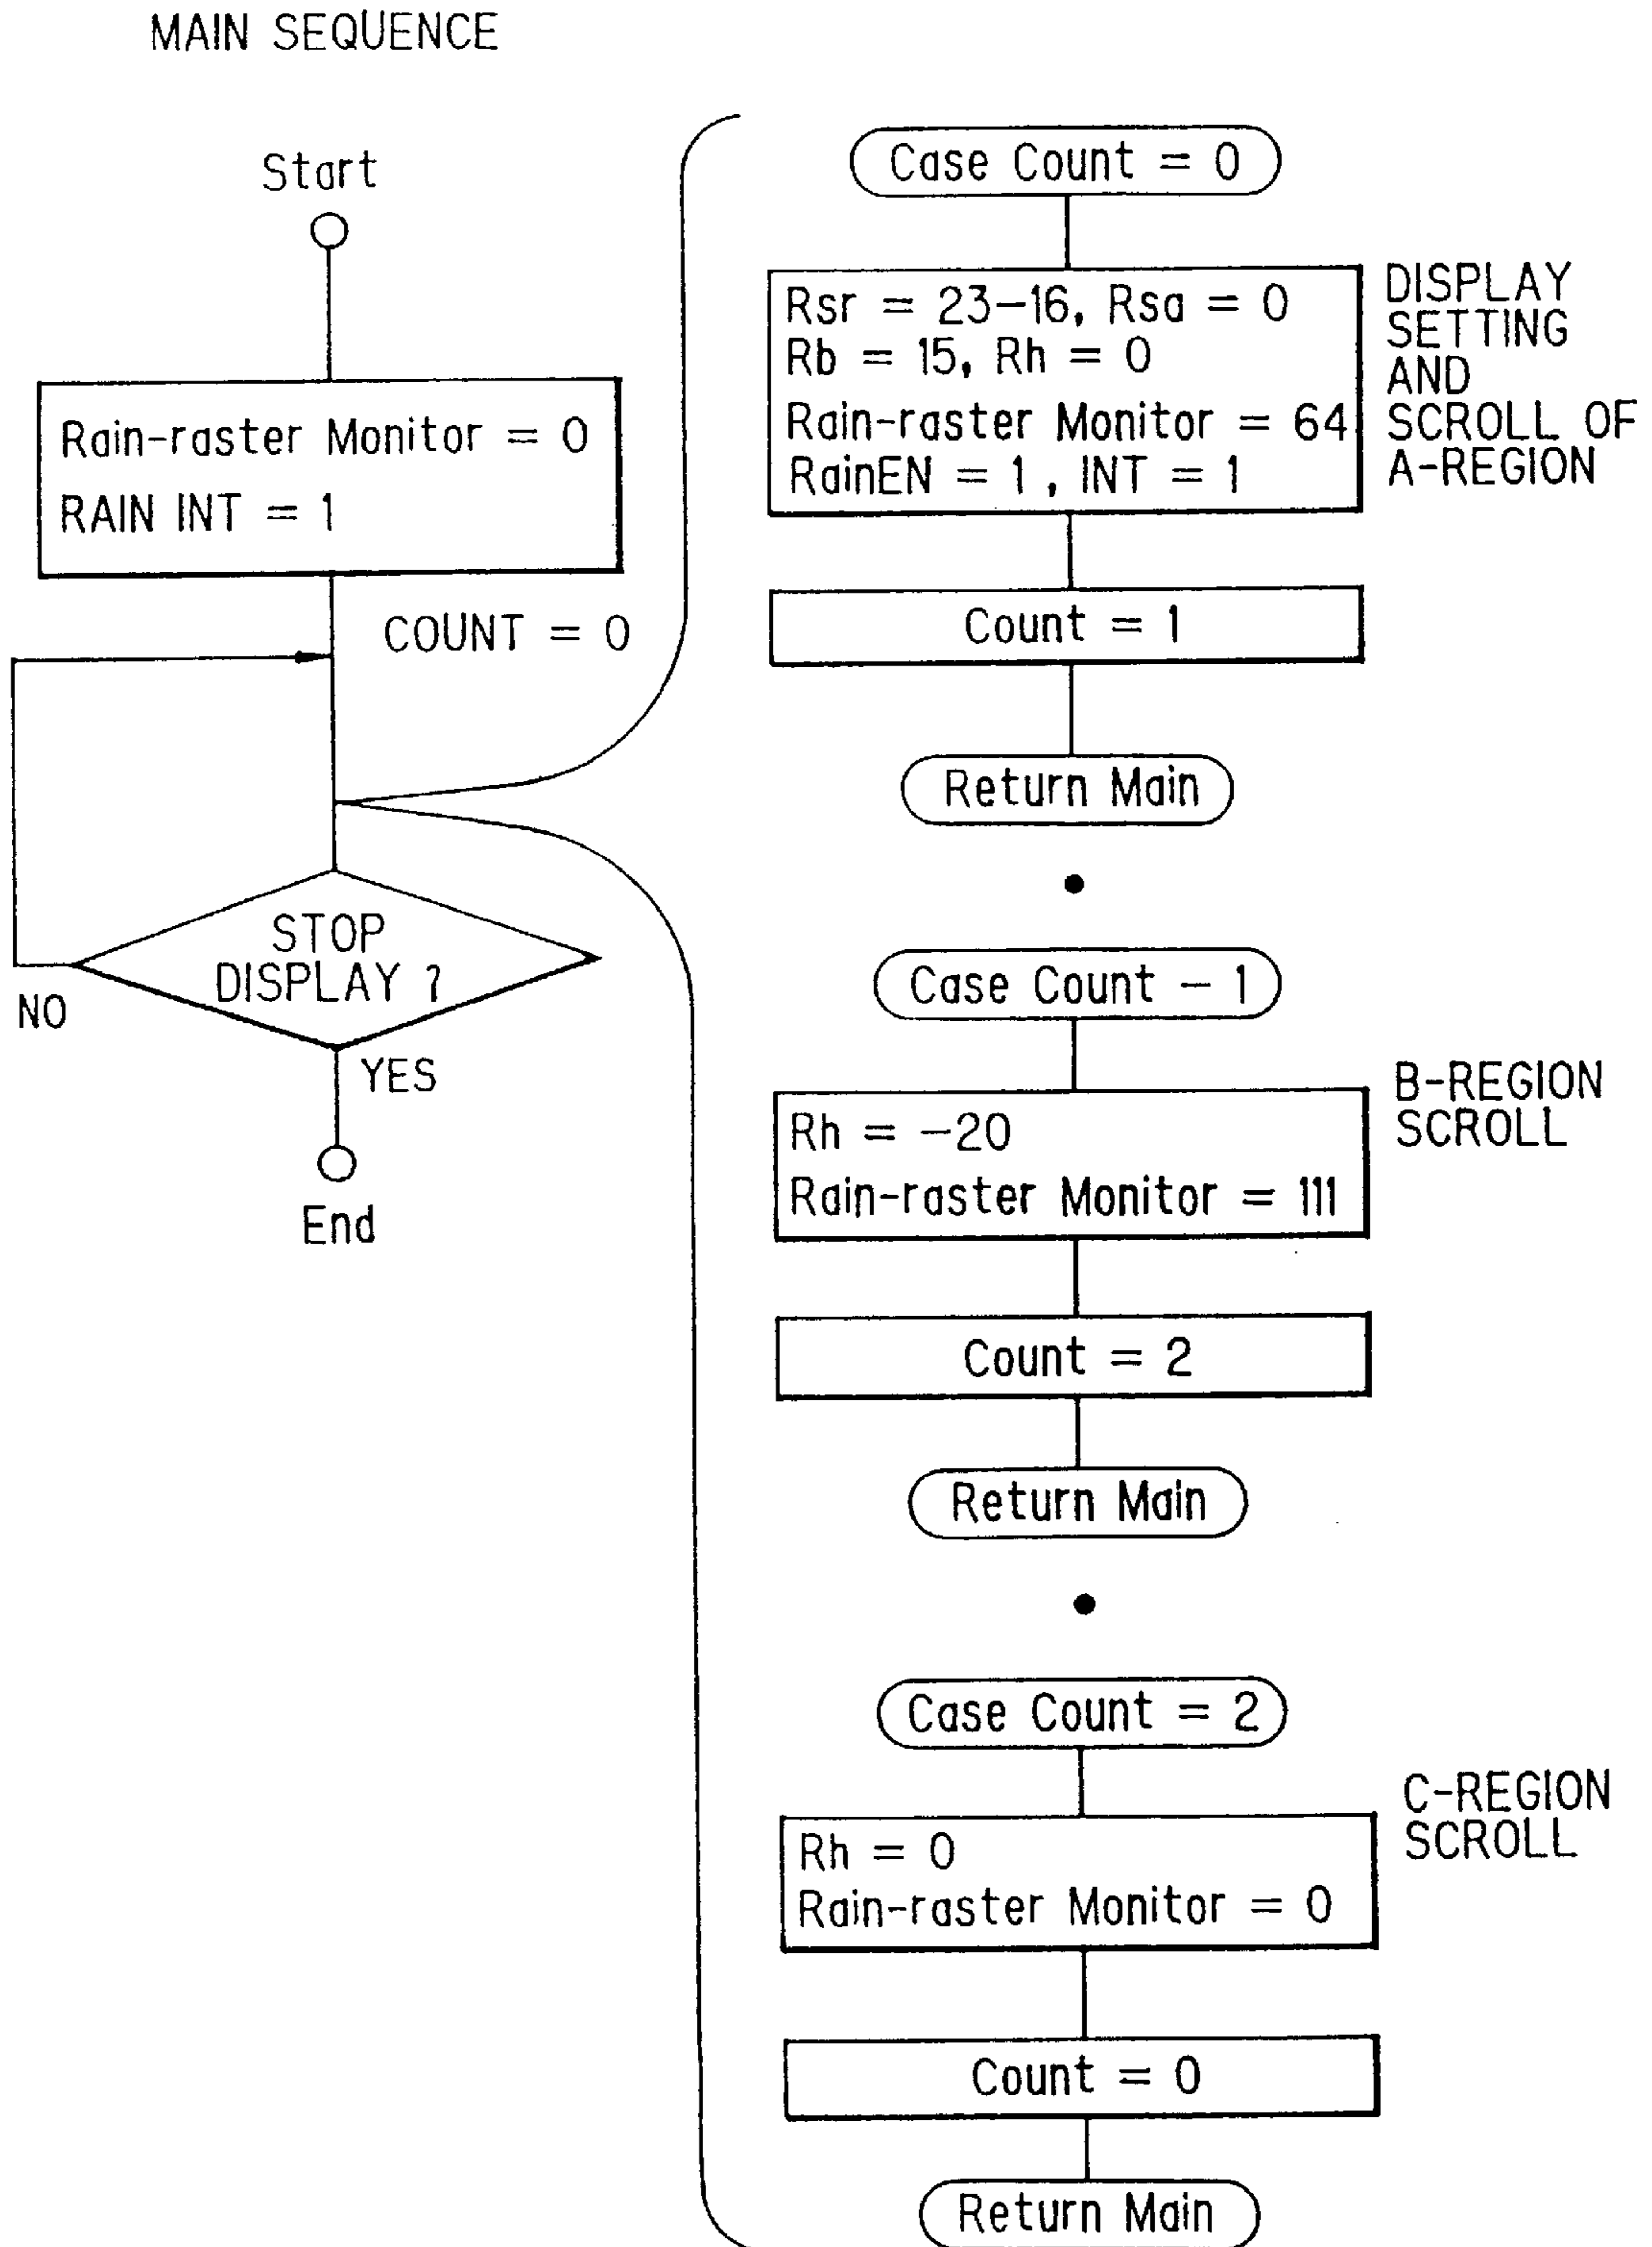 MAIN SEQUENCE
Start
Rain-raster Monitor = 0
RAIN INT = 1
COUNT = 0
STOP
DISPLAY ?
NO
YES
End
Case Count = 0
Rsr = 23-16, Rsa = 0
Rb = 15, Rh = 0
Rain-raster Monitor = 64
RainEN = 1 , INT = 1
DISPLAY
SETTING
AND
SCROLL OF
A-REGION
Count = 1
Return Main
Case Count - 1
Rh = -20
Rain-raster Monitor = 111
B-REGION
SCROLL
Count = 2
Return Main
Case Count = 2
Rh = 0
Rain-raster Monitor = 0
C-REGION
SCROLL
Count = 0
Return Main